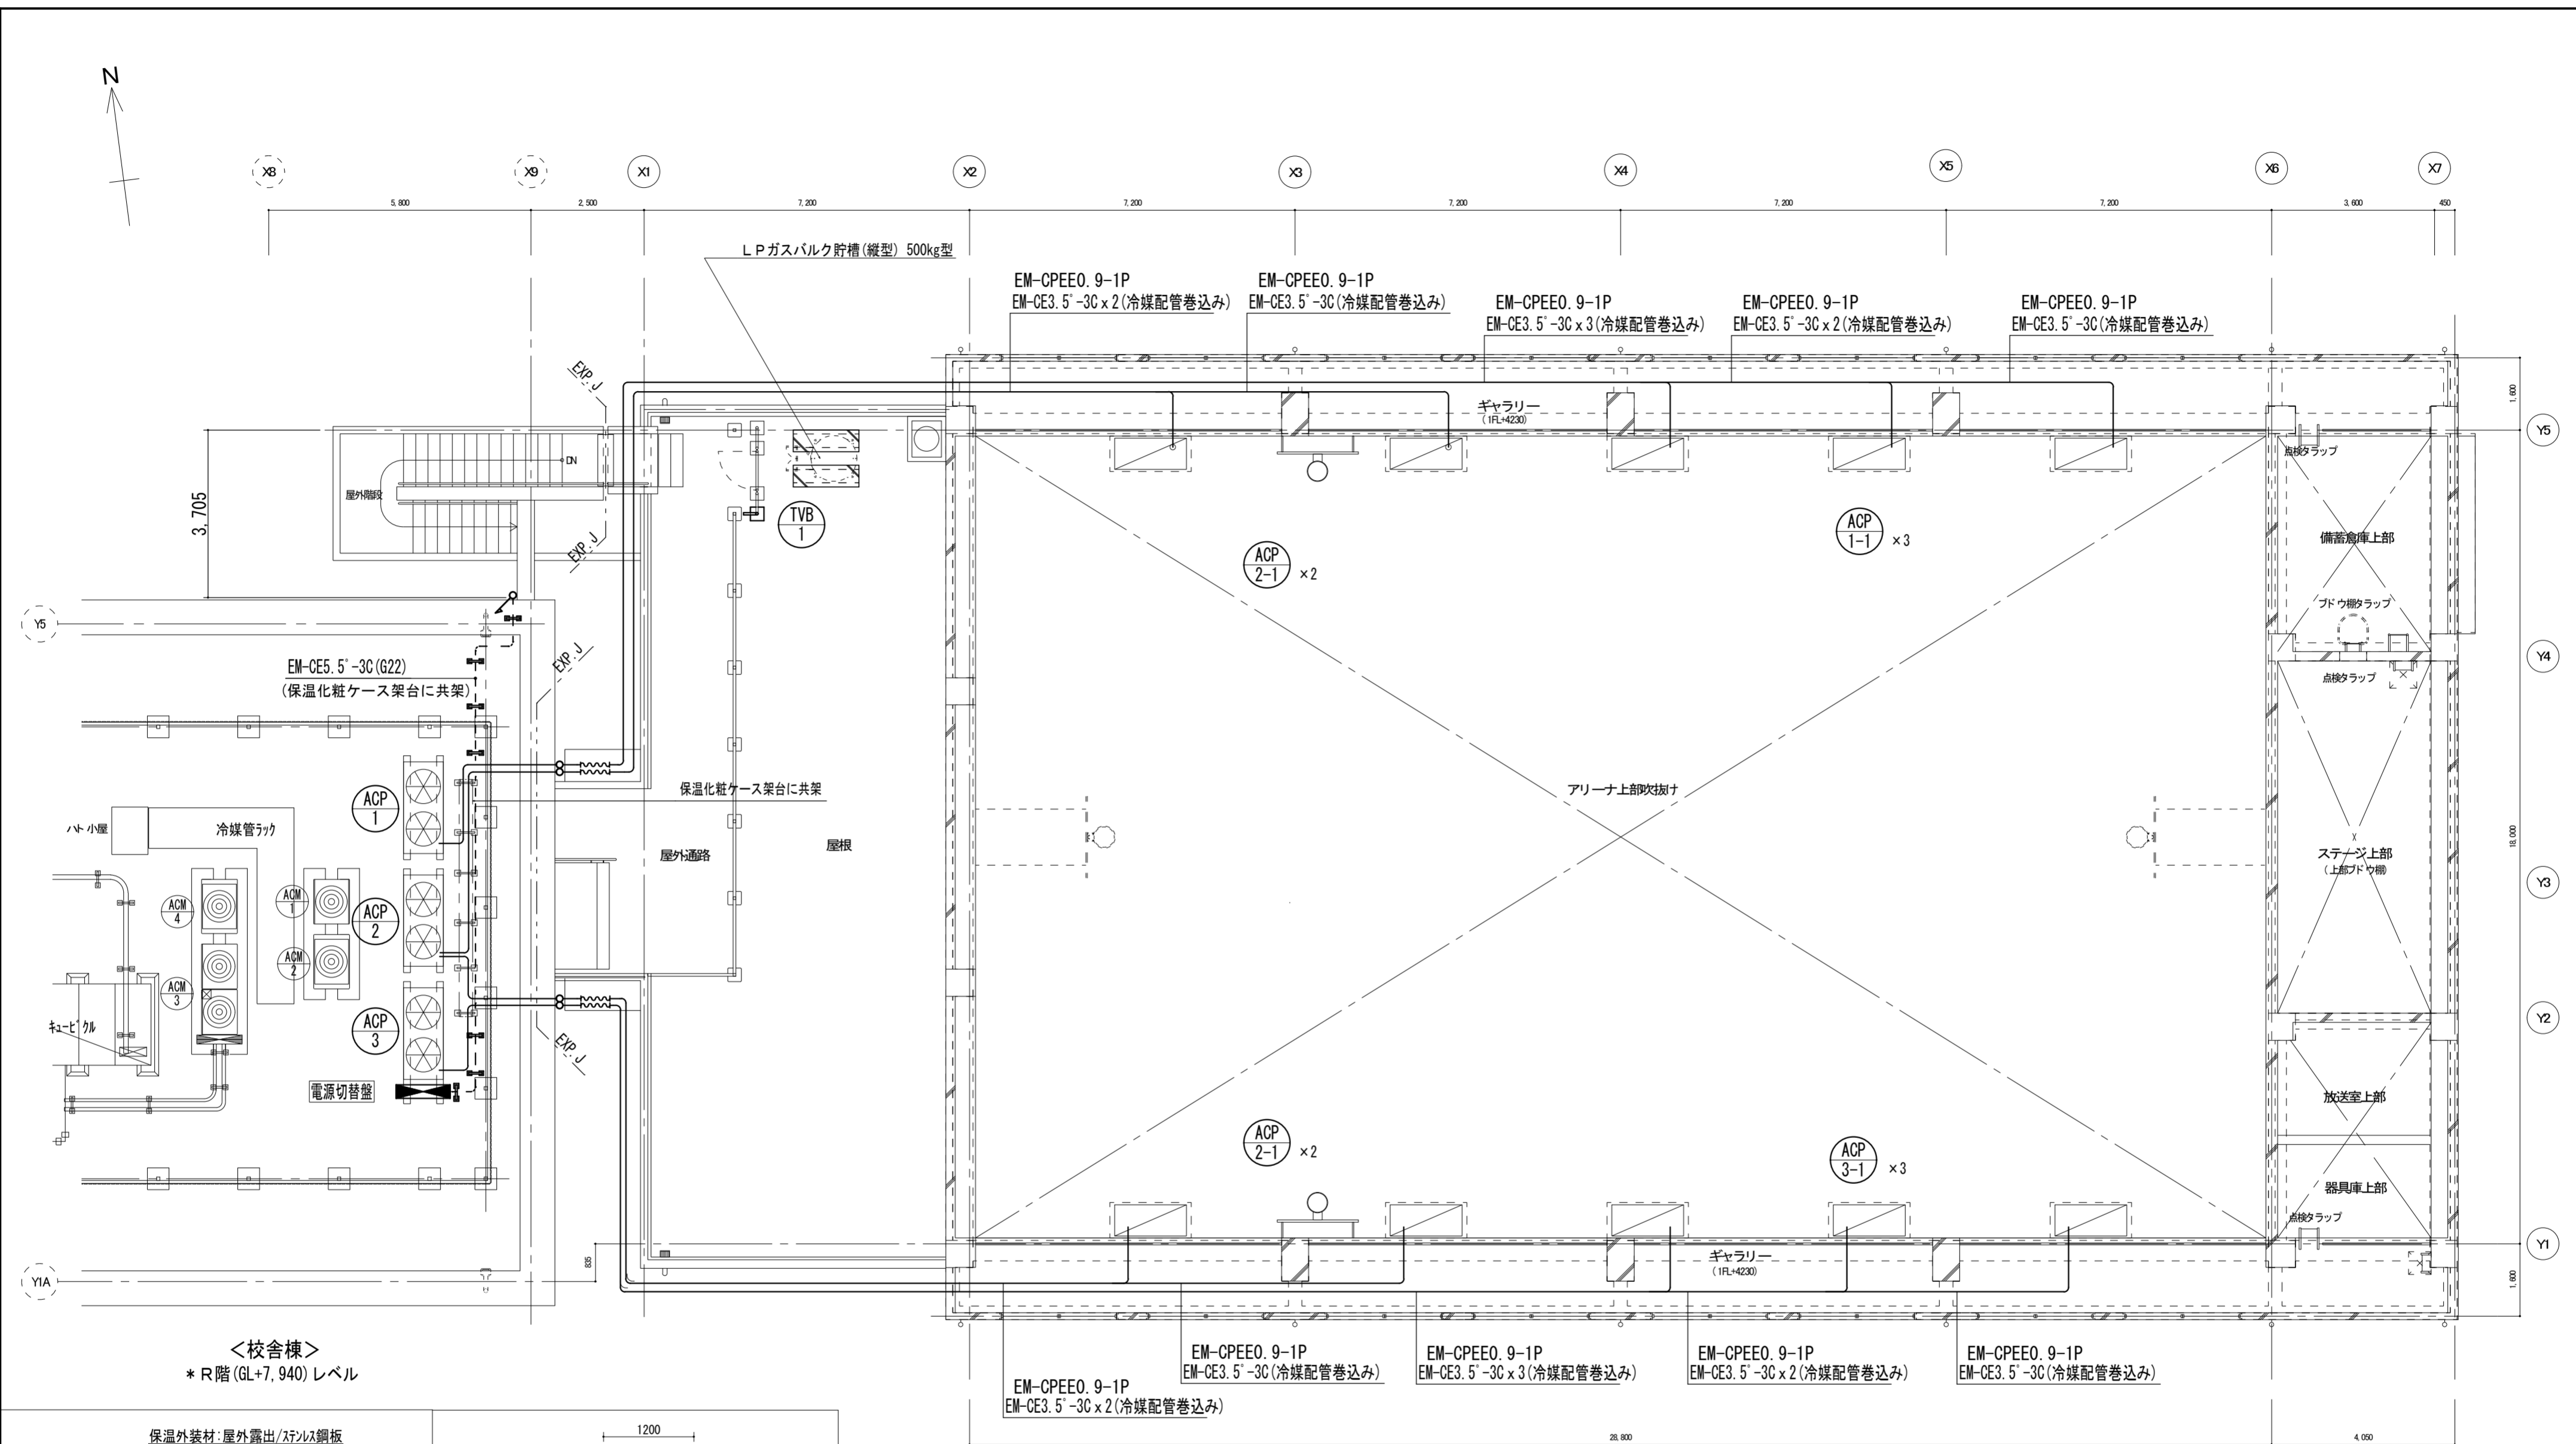 N
X8
X9
X1
X2
X3
X4
X5
X6
X7
5,800
2,500
7,200
7,200
7,200
7,200
7,200
3,600
450
LPガスバルク貯槽(縦型) 500kg型
EM-CPEE0.9-1P
EM-CE3.5°-3C x 2(冷媒配管巻込み)
EM-CPEE0.9-1P
EM-CE3.5°-3C(冷媒配管巻込み)
EM-CPEE0.9-1P
EM-CE3.5°-3C x 3(冷媒配管巻込み)
EM-CPEE0.9-1P
EM-CE3.5°-3C x 2(冷媒配管巻込み)
EM-CPEE0.9-1P
EM-CE3.5°-3C(冷媒配管巻込み)
EXP.J
ギャラリー
(1FL+4230)
1,600
Y5
点検タラップ
DN
屋外階段
3,705
TVB
1
ACP
1-1
×3
備蓄倉庫上部
EXP.J
ACP
2-1
×2
ブドウ棚タラップ
Y5
EXP.J
Y4
EM-CE5.5°-3C(G22)
(保温化粧ケース架台に共架)
点検タラップ
保温化粧ケース架台に共架
アリーナ上部吹抜け
ACP
1
ハト小屋
冷媒管ラック
屋外通路
屋根
18,000
ステージ上部
(上部ブドウ棚)
Y3
ACM
4
ACM
1
ACP
2
ACM
2
ACM
3
キュービクル
ACP
3
Y2
EXP.J
電源切替盤
放送室上部
ACP
2-1
×2
ACP
3-1
×3
器具庫上部
点検タラップ
835
ギャラリー
(1FL+4230)
Y1
Y1A
1,600
<校舎棟>
*R階(GL+7,940)レベル
EM-CPEE0.9-1P
EM-CE3.5°-3C x 2(冷媒配管巻込み)
EM-CPEE0.9-1P
EM-CE3.5°-3C(冷媒配管巻込み)
EM-CPEE0.9-1P
EM-CE3.5°-3C x 3(冷媒配管巻込み)
EM-CPEE0.9-1P
EM-CE3.5°-3C x 2(冷媒配管巻込み)
EM-CPEE0.9-1P
EM-CE3.5°-3C(冷媒配管巻込み)
保温外装材:屋外露出/ステンレス鋼板
1200
28,800
4,050